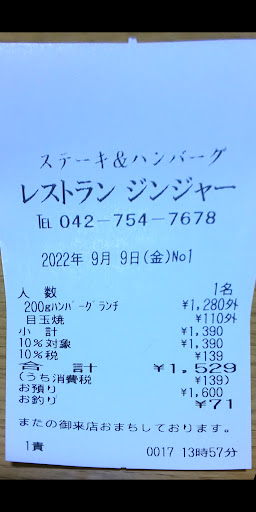 ステーキ&ハンバーグ
レストラン ジンジャー
℡ 042-754-7678
2022年 9月 9日(金)No1
人 数 1名
200gハンバーグランチ ¥1,280外
目玉焼 ¥110外
小 計 ¥1,390
10%対象 ¥1,390
10%税 ¥139
合 計 ¥1,529
(うち消費税 ¥139)
お預り ¥1,600
お釣り ¥71
またの御来店おまちしております。
1責 0017 13時57分